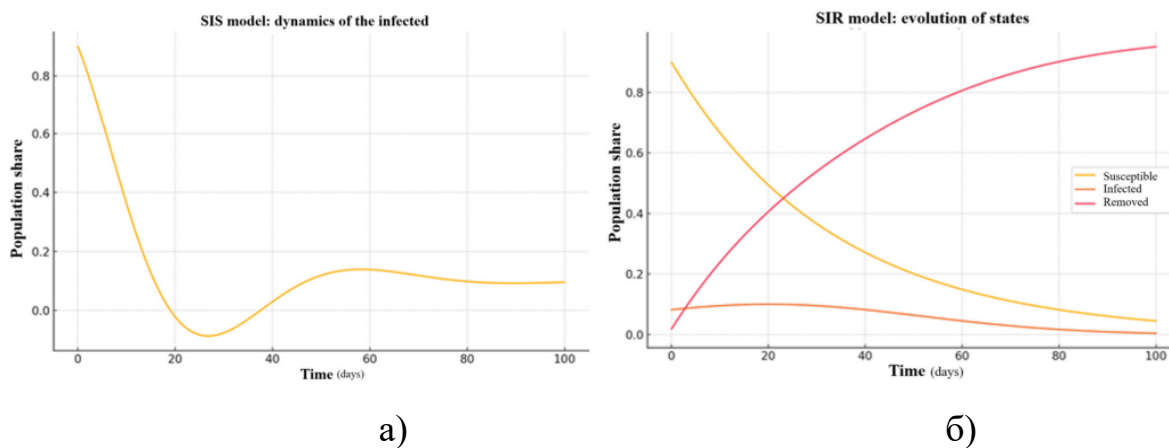 SIS model: dynamics of the infected
Population share
0.8
0.6
0.4
0.2
0.0
0 20 40 60 80 100
Time (days)
а)
SIR model: evolution of states
Population share
0.8
0.6
0.4
0.2
0.0
Susceptible
Infected
Removed
0 20 40 60 80 100
Time (days)
б)